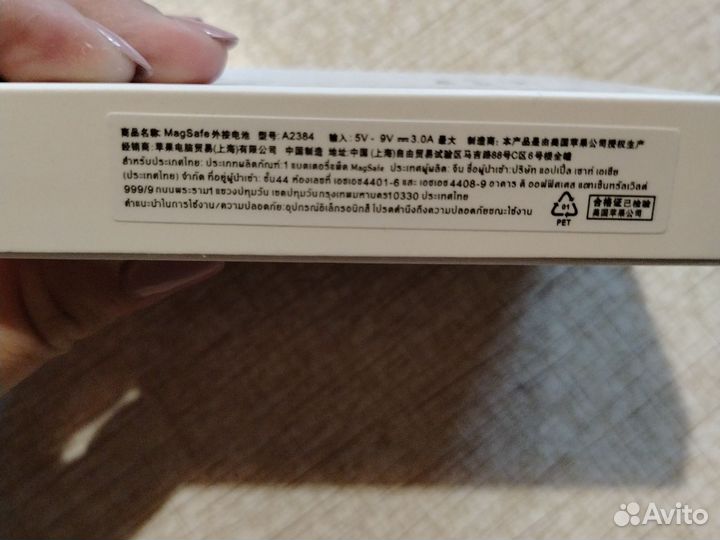 商品名称: MagSafe 外接电池 型号: A2384 输入: 5V - 9V ⎓ 3.0A 最大 制造商: 本产品是由美国苹果公司授权生产
经销商: 苹果电脑贸易(上海)有限公司 中国制造 地址: 中国 (上海) 自由贸易试验区马吉路88号C区6号楼全幢
สำหรับประเทศไทย: ประเภทผลิตภัณฑ์: 1 แบตเตอรี่แพ็ค MagSafe ประเทศผู้ผลิต: จีน ชื่อผู้นำเข้า: บริษัท แอปเปิ้ล เซาท์ เอเชีย
(ประเทศไทย) จำกัด ที่อยู่ผู้นำเข้า: ชั้น44 ห้องเลขที่ เอชเอช4401-6 และ เอชเอช4408-9 อาคาร ดิ ออฟฟิศเศส แอทเซ็นทรัลเวิลด์
999/9 ถนนพระราม1 แขวงปทุมวัน เขตปทุมวันกรุงเทพมหานคร10330 ประเทศไทย
คำแนะนำในการใช้งาน/ความปลอดภัย: อุปกรณ์อิเล็กทรอนิกส์ โปรดคำนึงถึงความปลอดภัยขณะใช้งาน
01
PET
合格证已检验
美国苹果公司
Avito